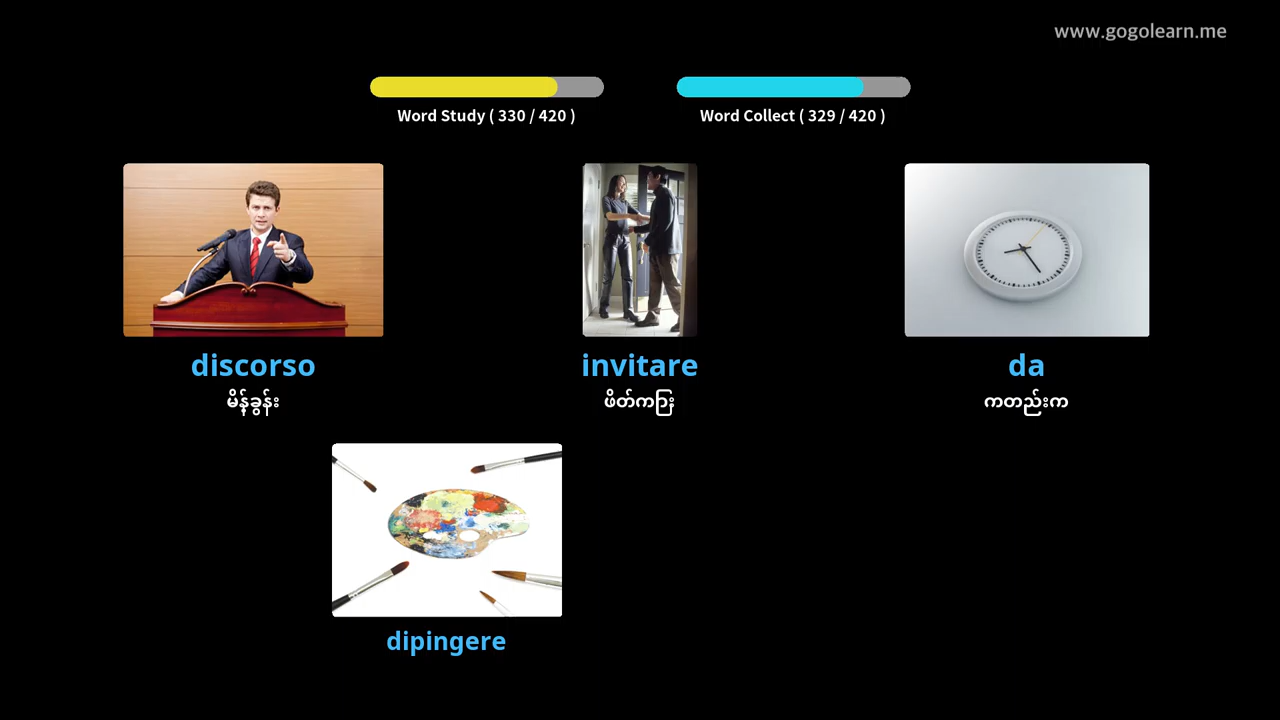 www.gogolearn.me
Word Study ( 330 / 420 )
Word Collect ( 329 / 420 )
discorso
invitare
da
မိန့်ခွန်း
ဖိတ်ကြား
ကတည်းက
dipingere